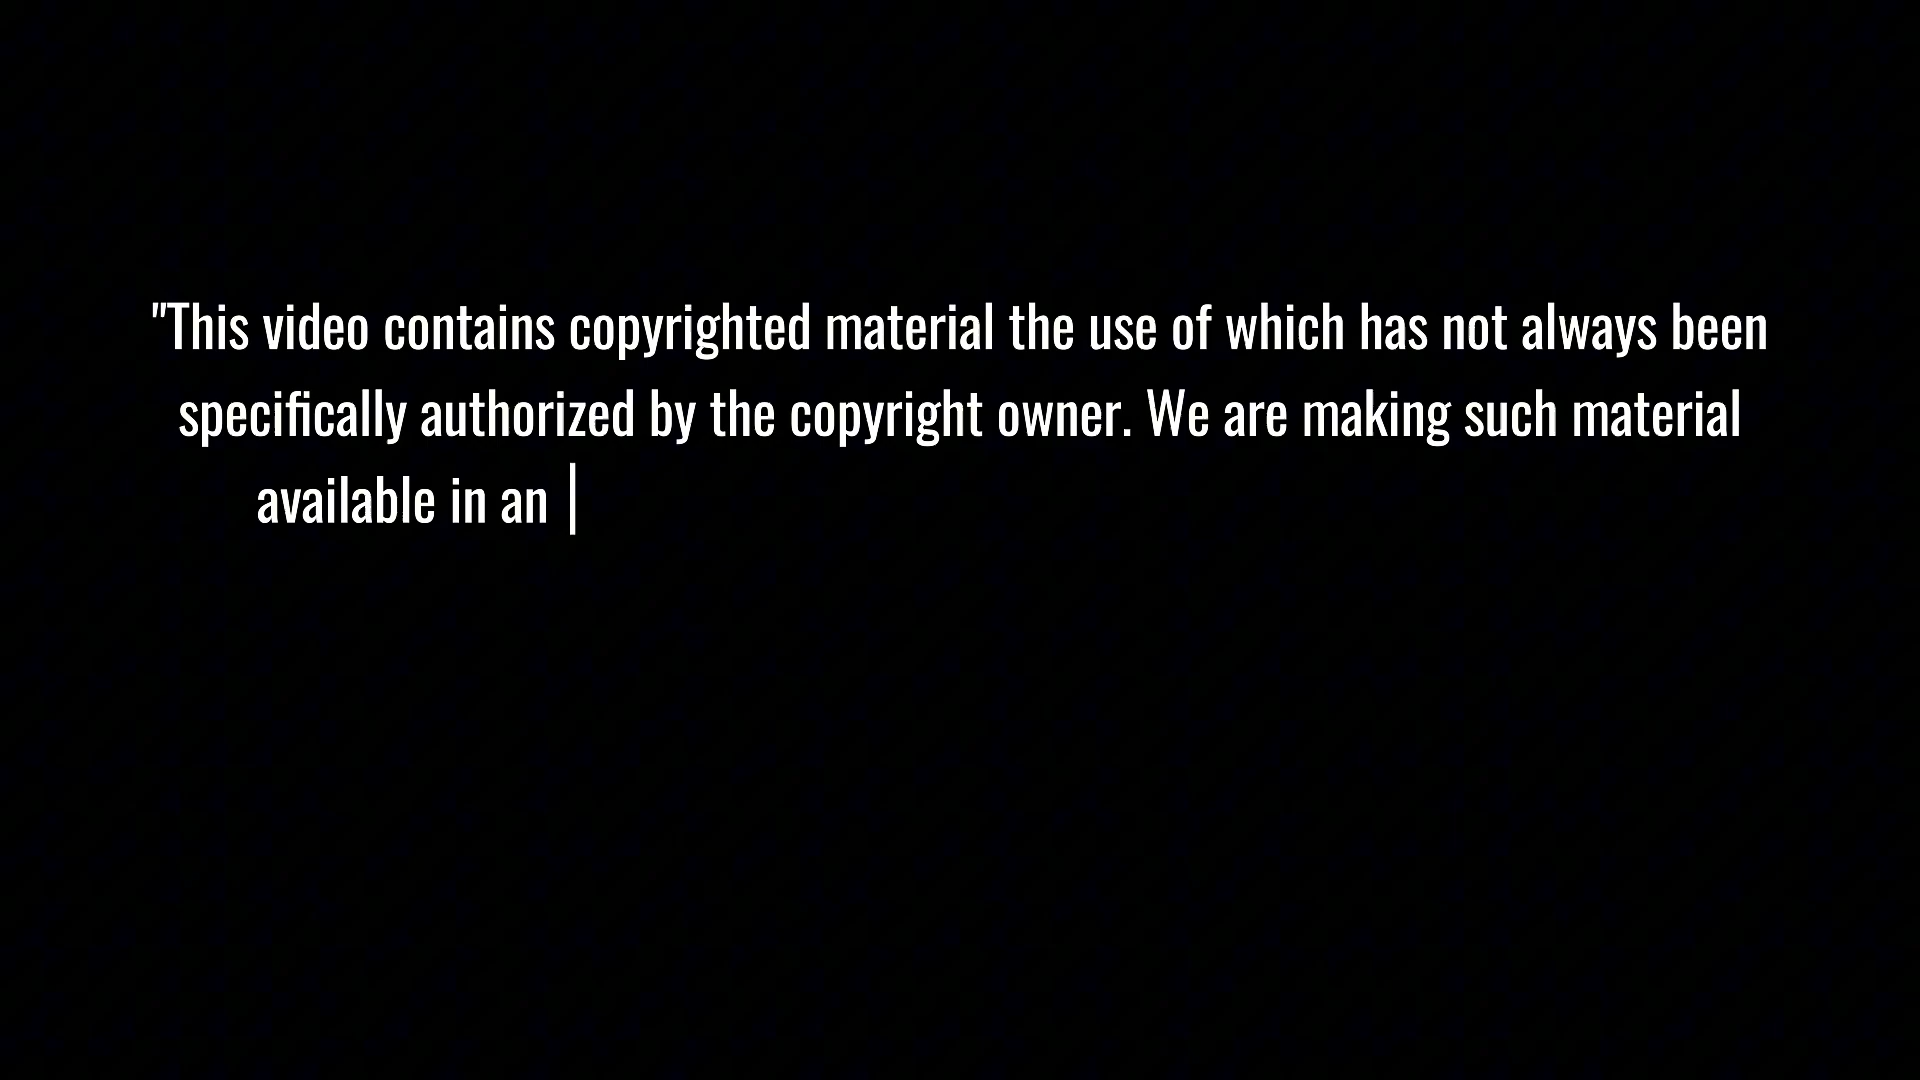 "This video contains copyrighted material the use of which has not always been
specifically authorized by the copyright owner. We are making such material
available in an